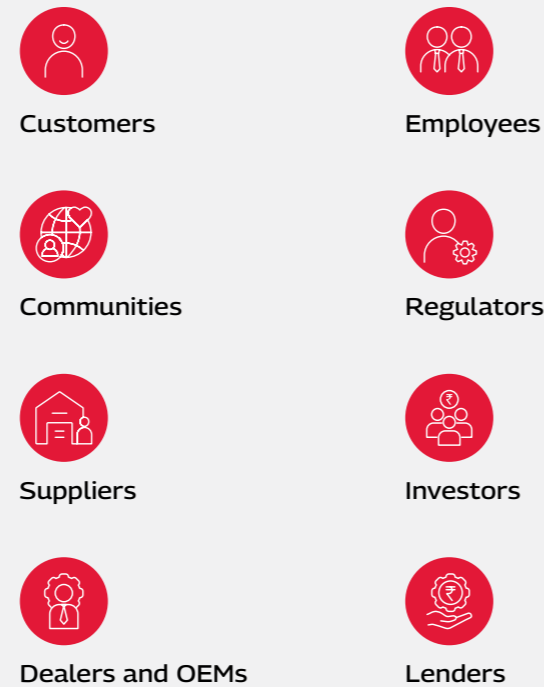 Customers
Employees
Communities
Regulators
₹
Suppliers
Investors
₹
Dealers and OEMs
Lenders